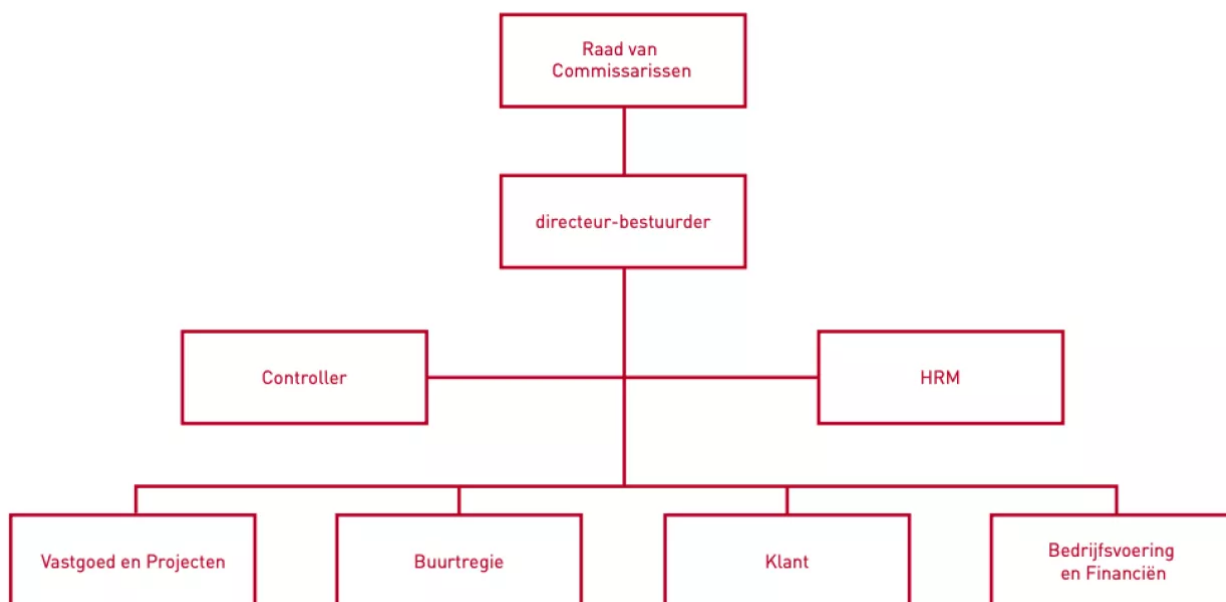 Raad van
Commissarissen
directeur-bestuurder
Controller
HRM
Vastgoed en Projecten
Buurtregie
Klant
Bedrijfsvoering
en Financiën